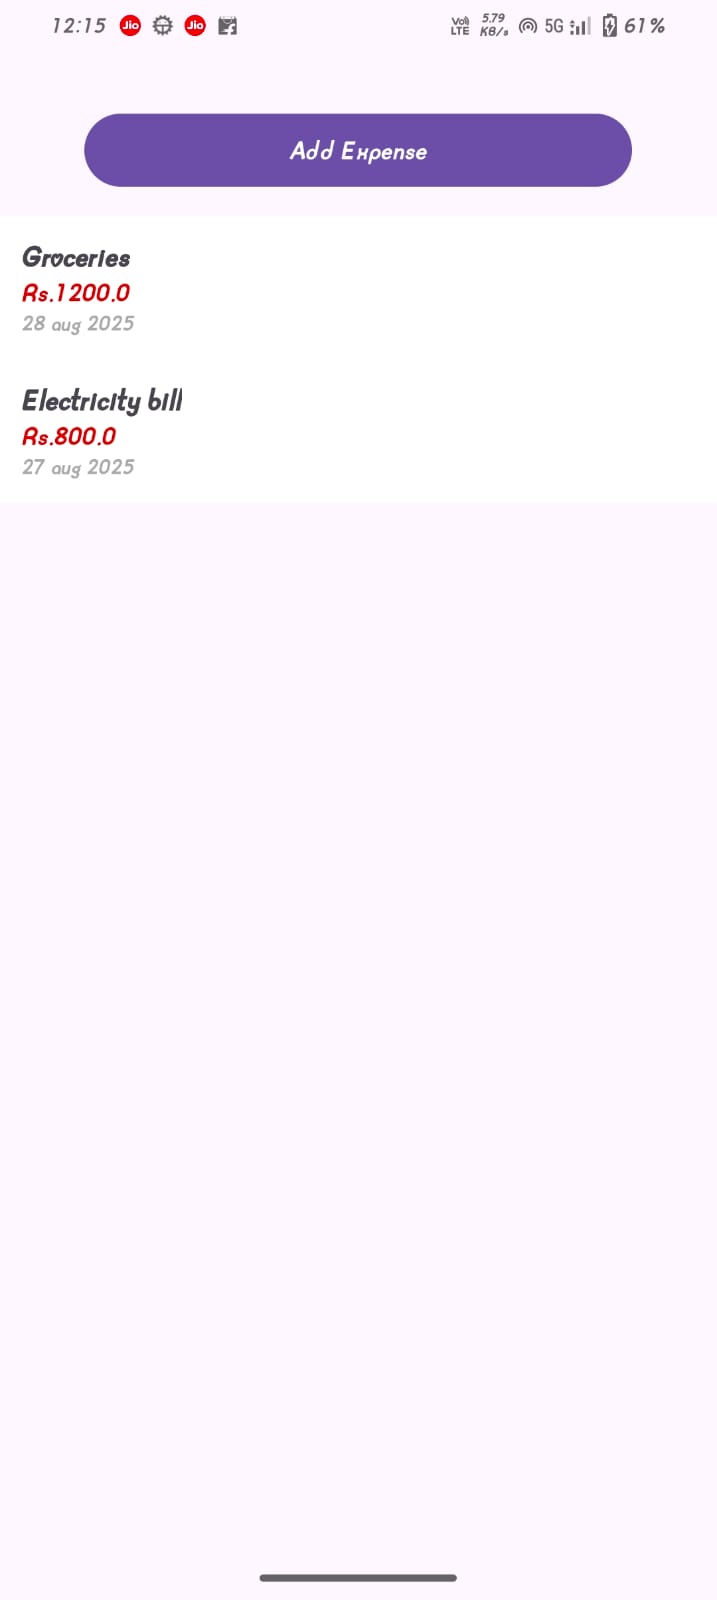 12:15 Jio Jio Vo)) LTE 5.79 KB/s 5G 61%
Add Expense
Groceries
Rs.1200.0
28 aug 2025
Electricity bill
Rs.800.0
27 aug 2025